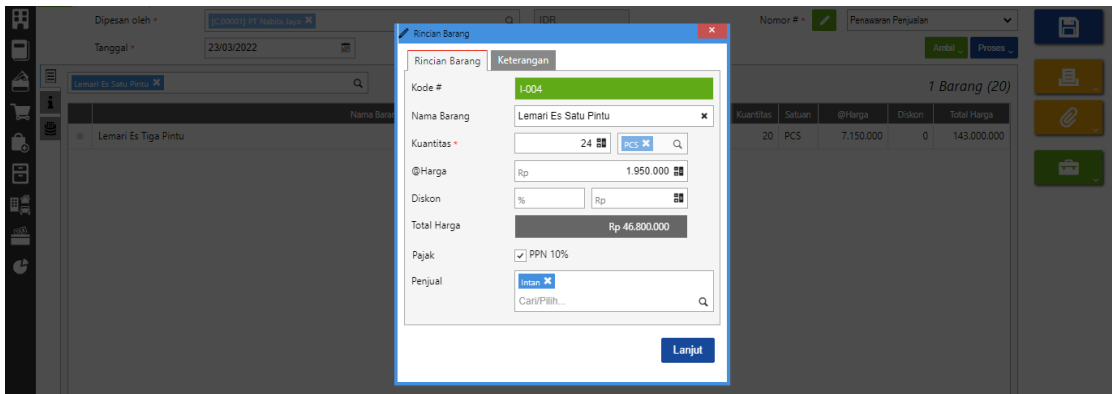 Dipesan oleh *
[C.00001] PT Nabita Jaya
IDR
Nomor # *
Penawaran Penjualan
Tanggal *
23/03/2022
Ambil
Proses
Lemari Es Satu Pintu
1 Barang (20)
Nama Baran
Kuantitas
Satuan
@Harga
Diskon
Total Harga
Lemari Es Tiga Pintu
20
PCS
7.150.000
0
143.000.000
Rincian Barang
Rincian Barang
Keterangan
Kode #
I-004
Nama Barang
Lemari Es Satu Pintu
Kuantitas *
24
PCS
@Harga
Rp
1.950.000
Diskon
%
Rp
Total Harga
Rp 46.800.000
Pajak
PPN 10%
Penjual
Intan
Cari/Pilih...
Lanjut